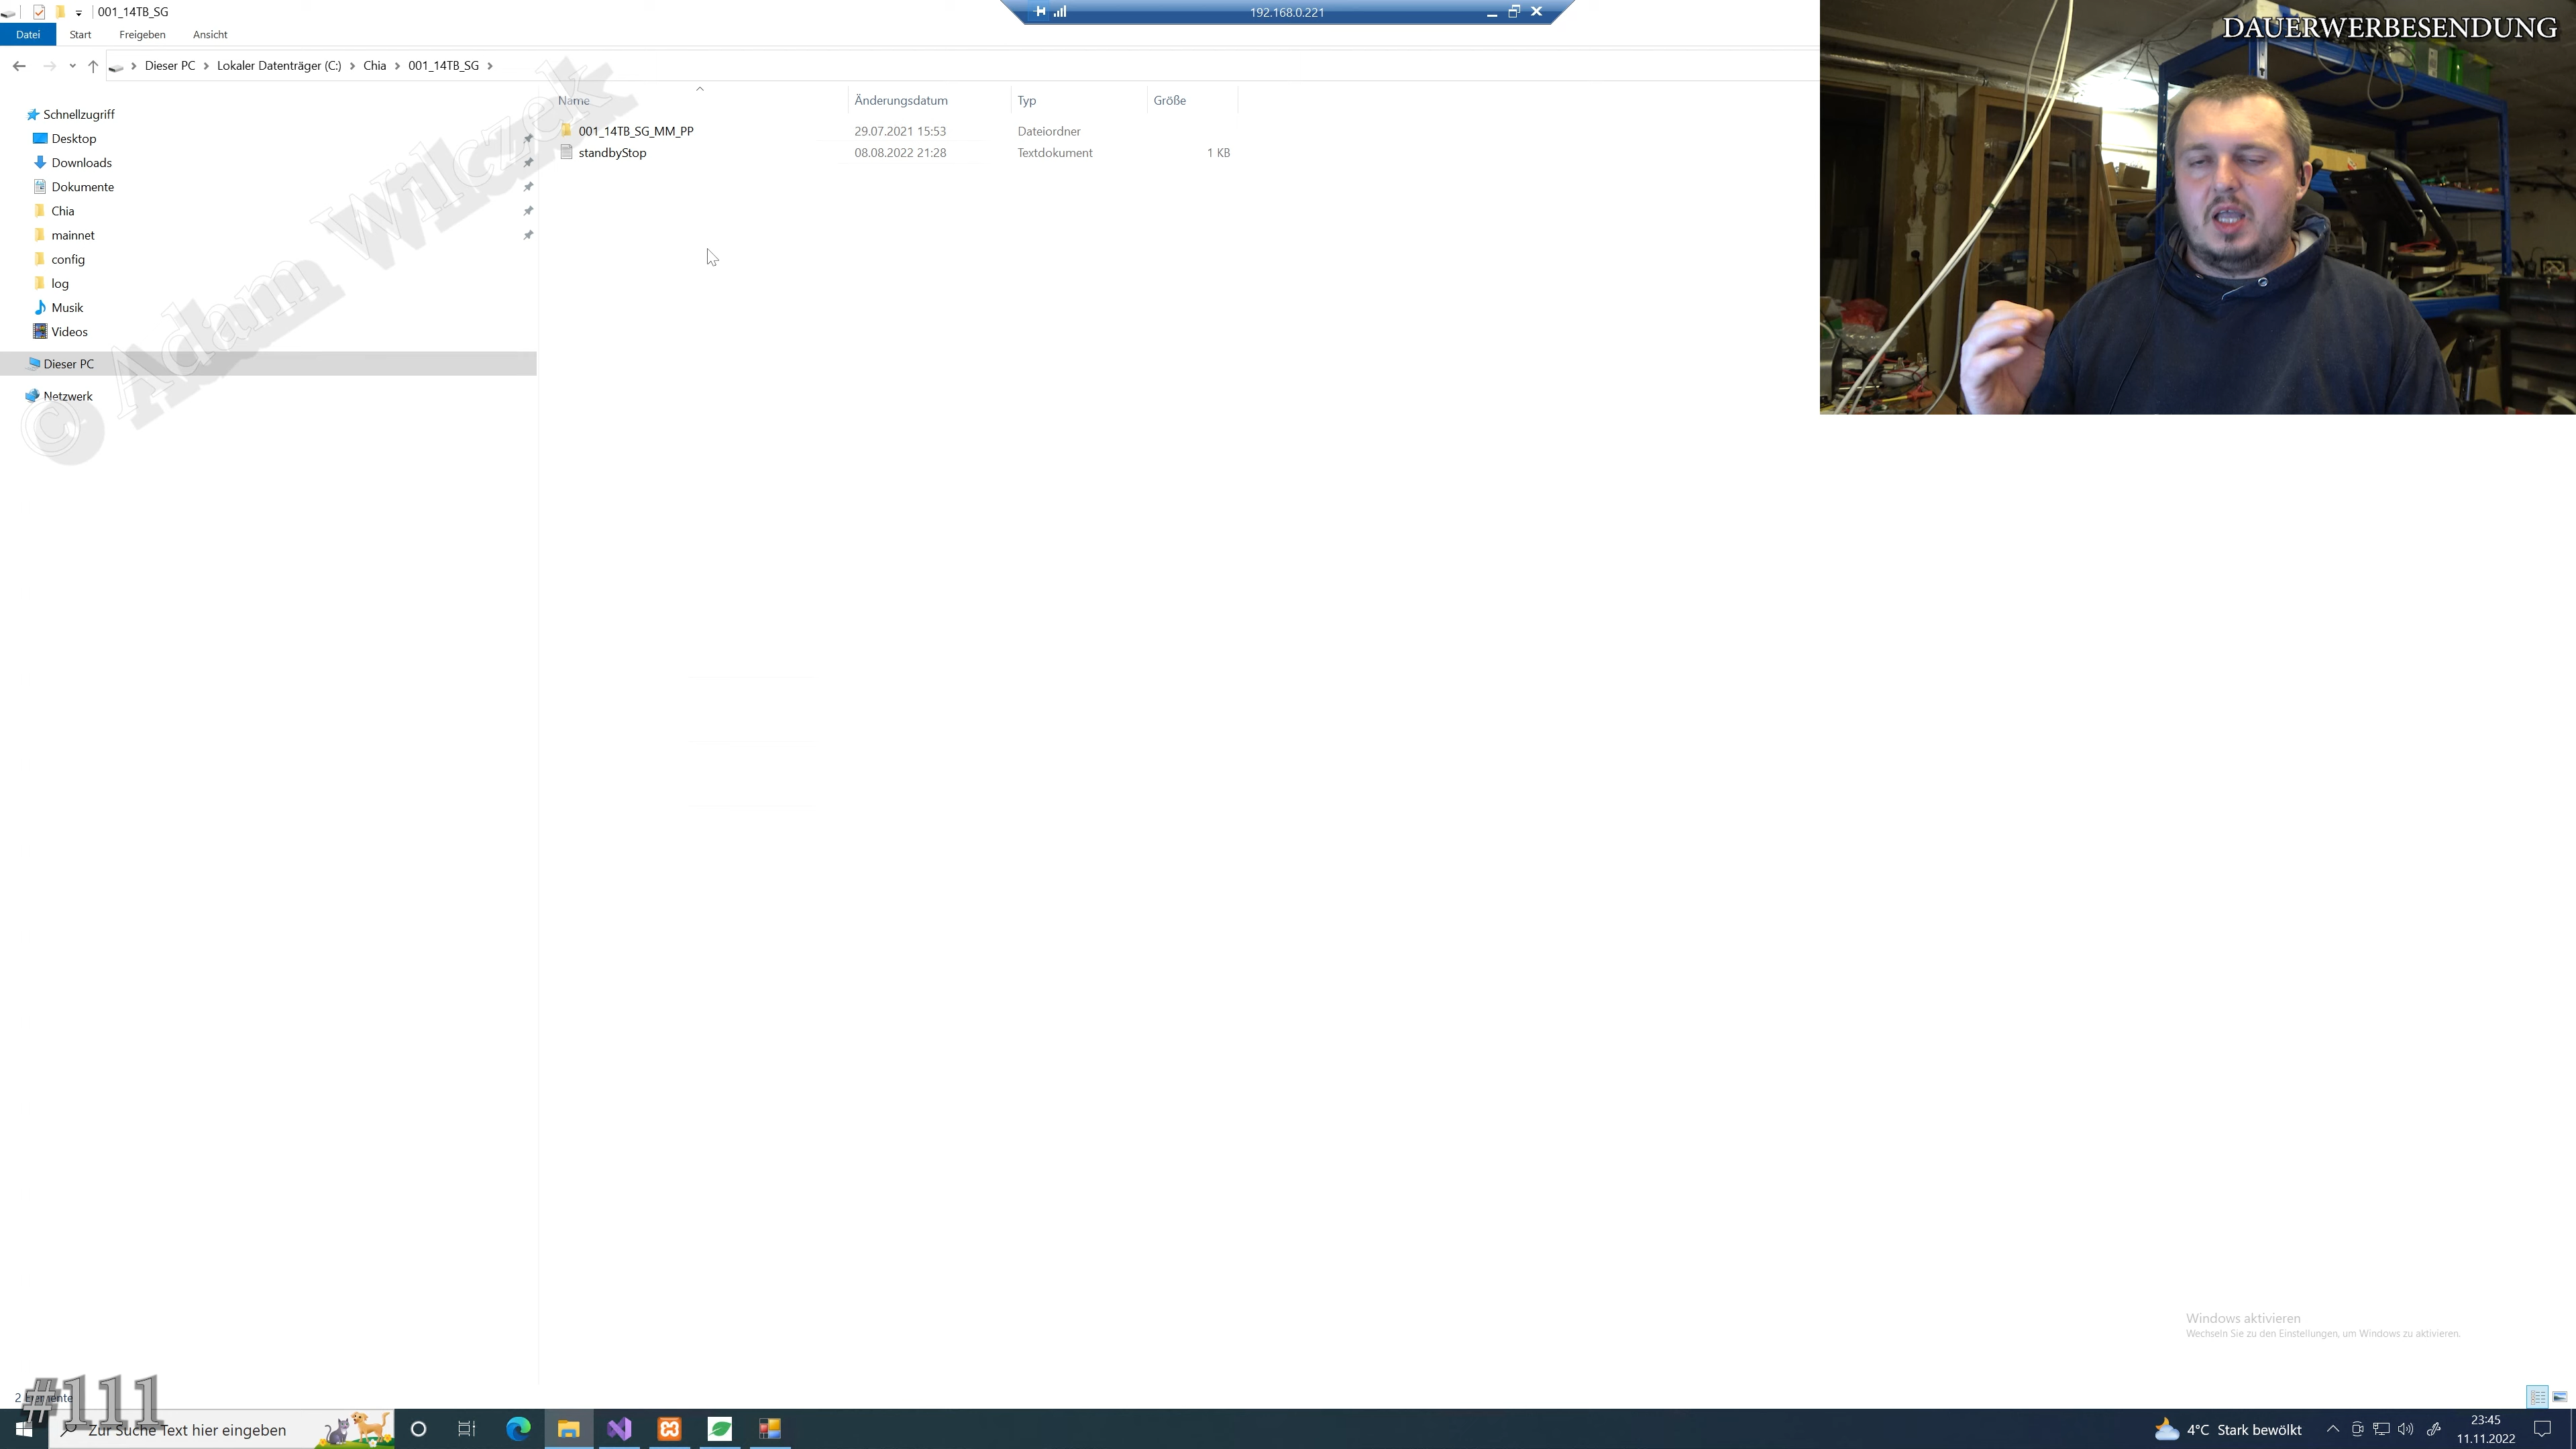 001_14TB_SG
192.168.0.221
DAUERWERBESENDUNG
Datei Start Freigeben Ansicht
Dieser PC Lokaler Datenträger (C:) Chia 001_14TB_SG
Name Änderungsdatum Typ Größe
001_14TB_SG_MM_PP 29.07.2021 15:53 Dateiordner
standbyStop 08.08.2022 21:28 Textdokument 1 KB
Schnellzugriff
Desktop
Downloads
Dokumente
Chia
mainnet
config
log
Musik
Videos
Dieser PC
Netzwerk
© Adam Wilczek
Windows aktivieren
Wechseln Sie zu den Einstellungen, um Windows zu aktivieren.
2 Elemente
#111
Zur Suche Text hier eingeben
4°C Stark bewölkt
23:45
11.11.2022